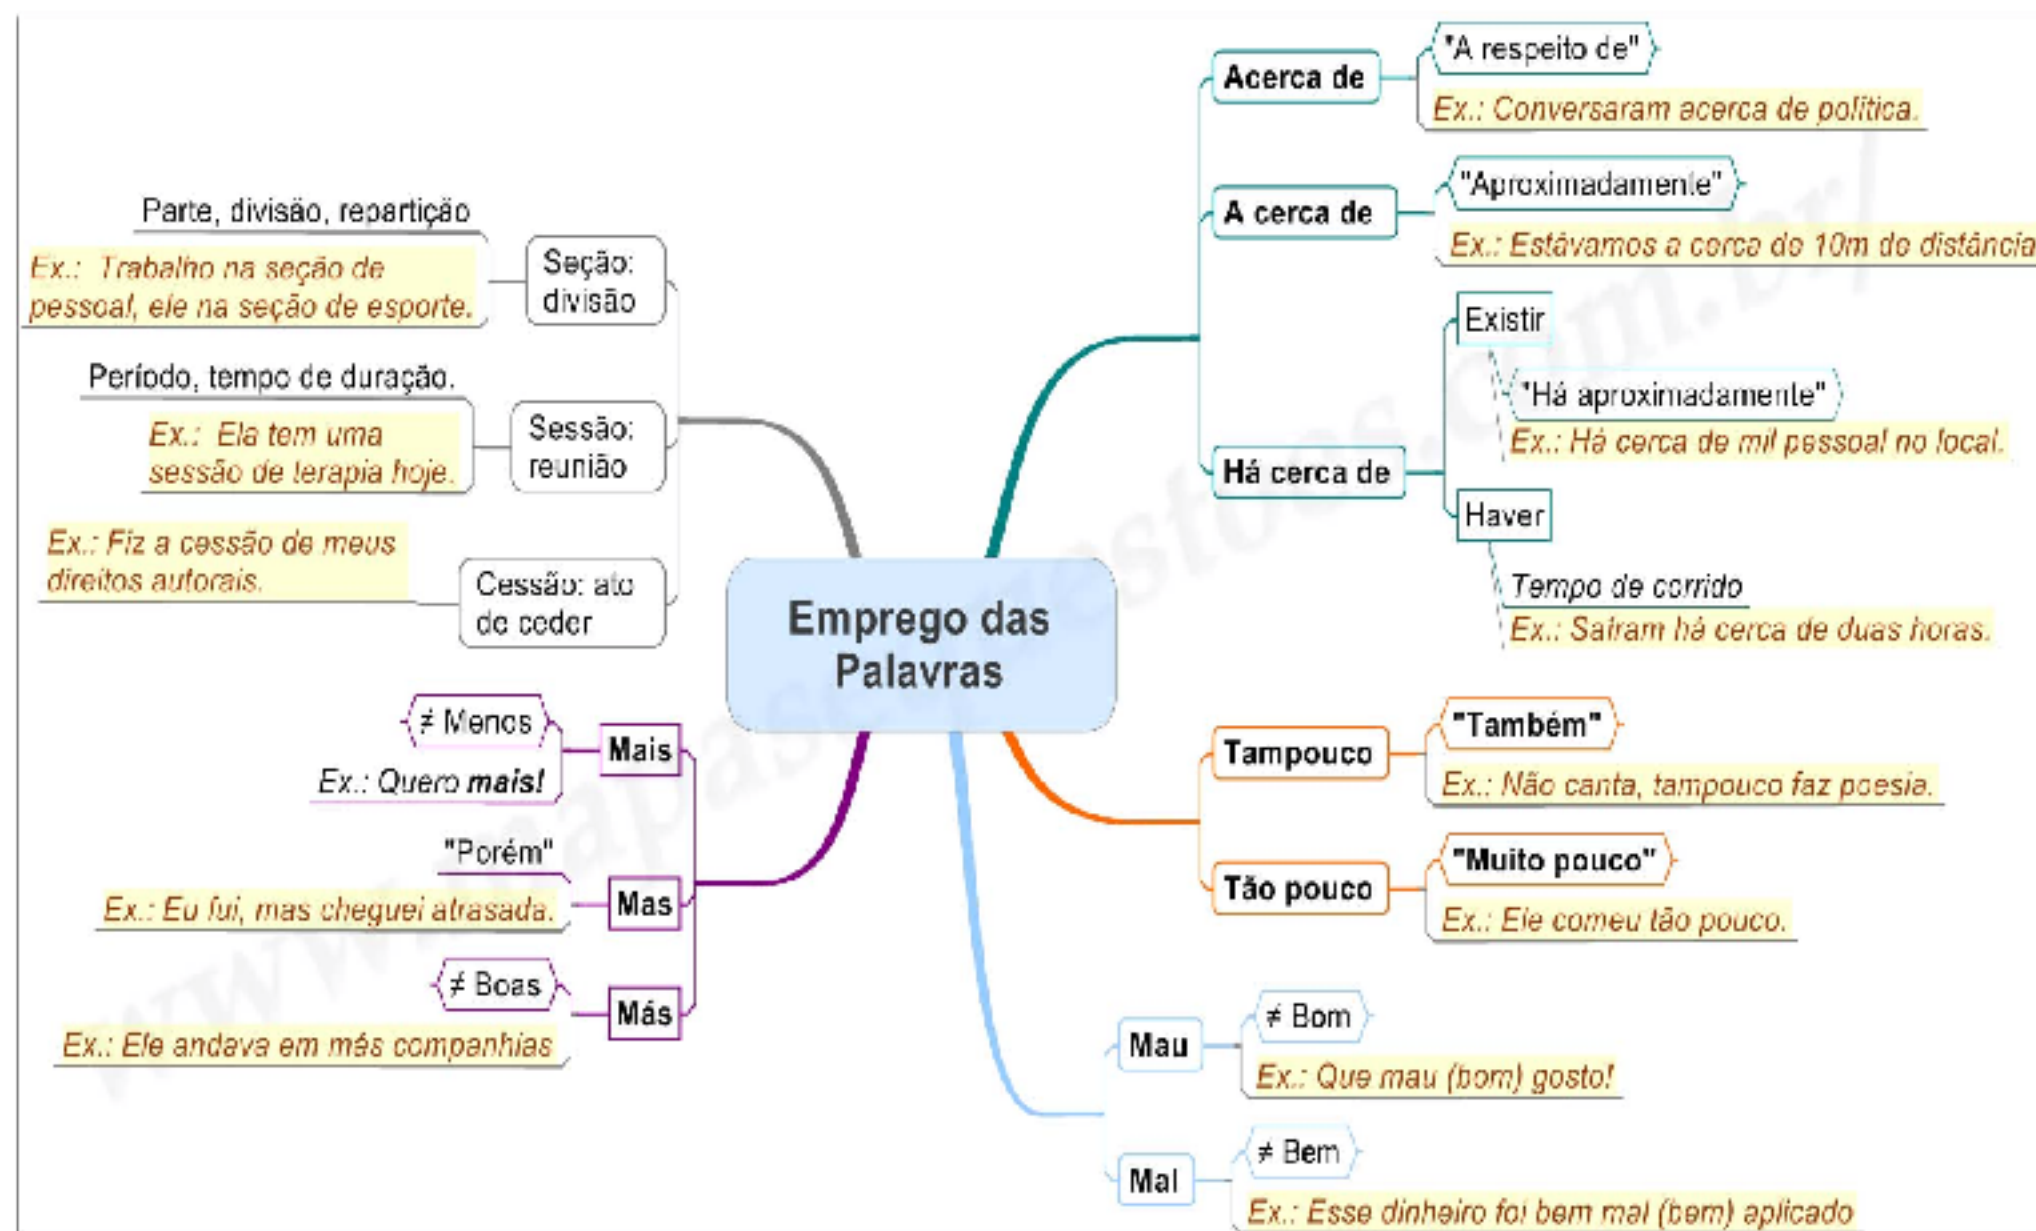 Emprego das
Palavras
Acerca de
"A respeito de"
Ex.: Conversaram acerca de política.
A cerca de
"Aproximadamente"
Ex.: Estávamos a cerca de 10m de distância
Há cerca de
Existir
"Há aproximadamente"
Ex.: Há cerca de mil pessoal no local.
Haver
Tempo de corrido
Ex.: Saíram há cerca de duas horas.
Tampouco
"Também"
Ex.: Não canta, tampouco faz poesia.
Tão pouco
"Muito pouco"
Ex.: Ele comeu tão pouco.
Mau
≠ Bom
Ex.: Que mau (bom) gosto!
Mal
≠ Bem
Ex.: Esse dinheiro foi bem mal (bem) aplicado
Seção:
divisão
Parte, divisão, repartição
Ex.: Trabalho na seção de
pessoal, ele na seção de esporte.
Sessão:
reunião
Período, tempo de duração.
Ex.: Ela tem uma
sessão de terapia hoje.
Cessão: ato
de ceder
Ex.: Fiz a cessão de meus
direitos autorais.
Mais
≠ Menos
Ex.: Quero mais!
Mas
"Porém"
Ex.: Eu fui, mas cheguei atrasada.
Más
≠ Boas
Ex.: Ele andava em más companhias
www.mapasequestoes.com.br/